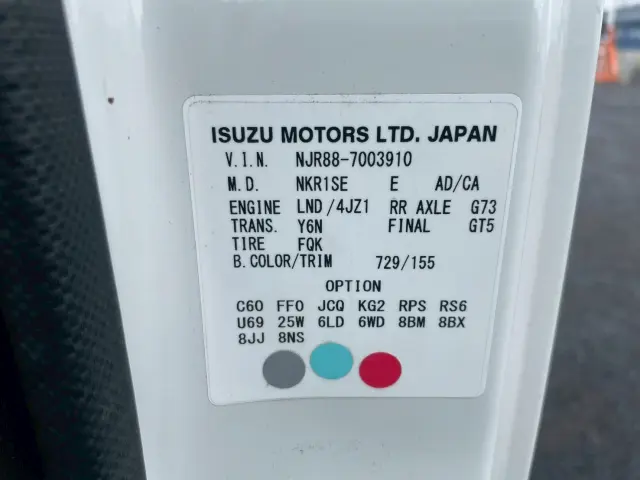 ISUZU MOTORS LTD. JAPAN
V.I.N. NJR88-7003910
M.D. NKR1SE E AD/CA
ENGINE LND/4JZ1 RR AXLE G73
TRANS. Y6N FINAL GT5
TIRE FQK
B.COLOR/TRIM 729/155
OPTION
C60 FF0 JCQ KG2 RPS RS6
U69 25W 6LD 6WD 8BM 8BX
8JJ 8NS